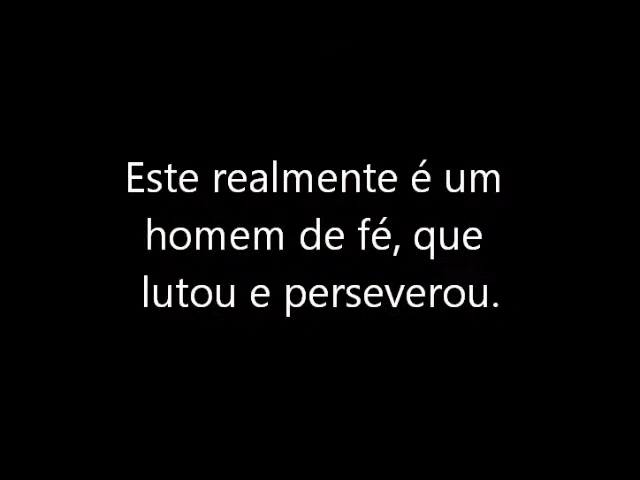 Este realmente é um
homem de fé, que
lutou e perseverou.